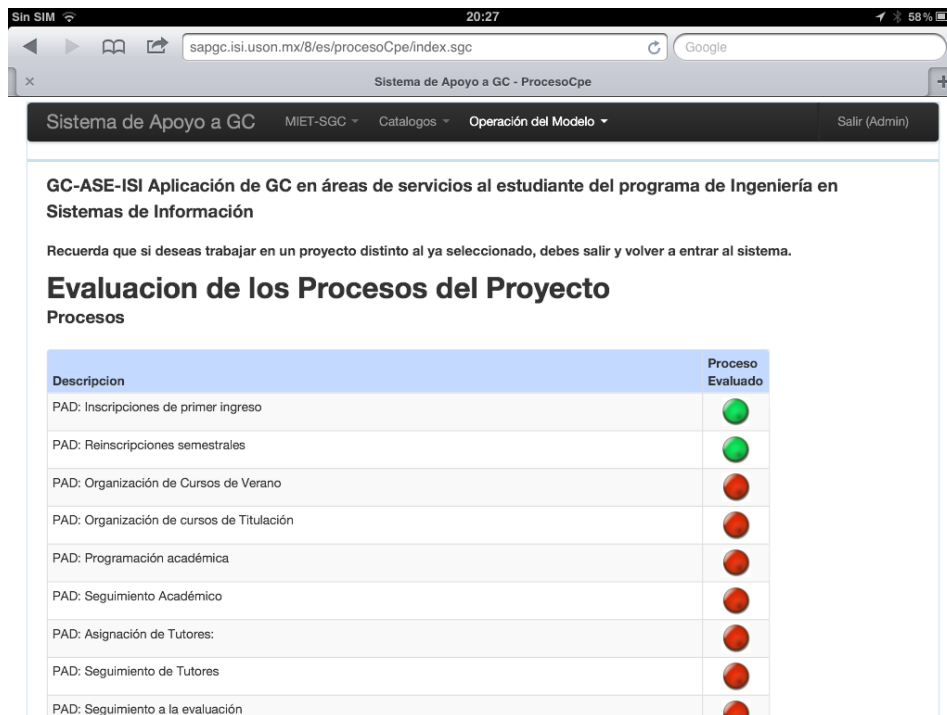 Sin SIM 20:27 58%
sapgc.isi.uson.mx/8/es/procesoCpe/index.sgc Google
Sistema de Apoyo a GC - ProcesoCpe
Sistema de Apoyo a GC MIET-SGC Catalogos Operación del Modelo Salir (Admin)
GC-ASE-ISI Aplicación de GC en áreas de servicios al estudiante del programa de Ingeniería en
Sistemas de Información
Recuerda que si deseas trabajar en un proyecto distinto al ya seleccionado, debes salir y volver a entrar al sistema.
Evaluacion de los Procesos del Proyecto
Procesos
Descripcion Proceso
Evaluado
PAD: Inscripciones de primer ingreso
PAD: Reinscripciones semestrales
PAD: Organización de Cursos de Verano
PAD: Organización de cursos de Titulación
PAD: Programación académica
PAD: Seguimiento Académico
PAD: Asignación de Tutores:
PAD: Seguimiento de Tutores
PAD: Seguimiento a la evaluación